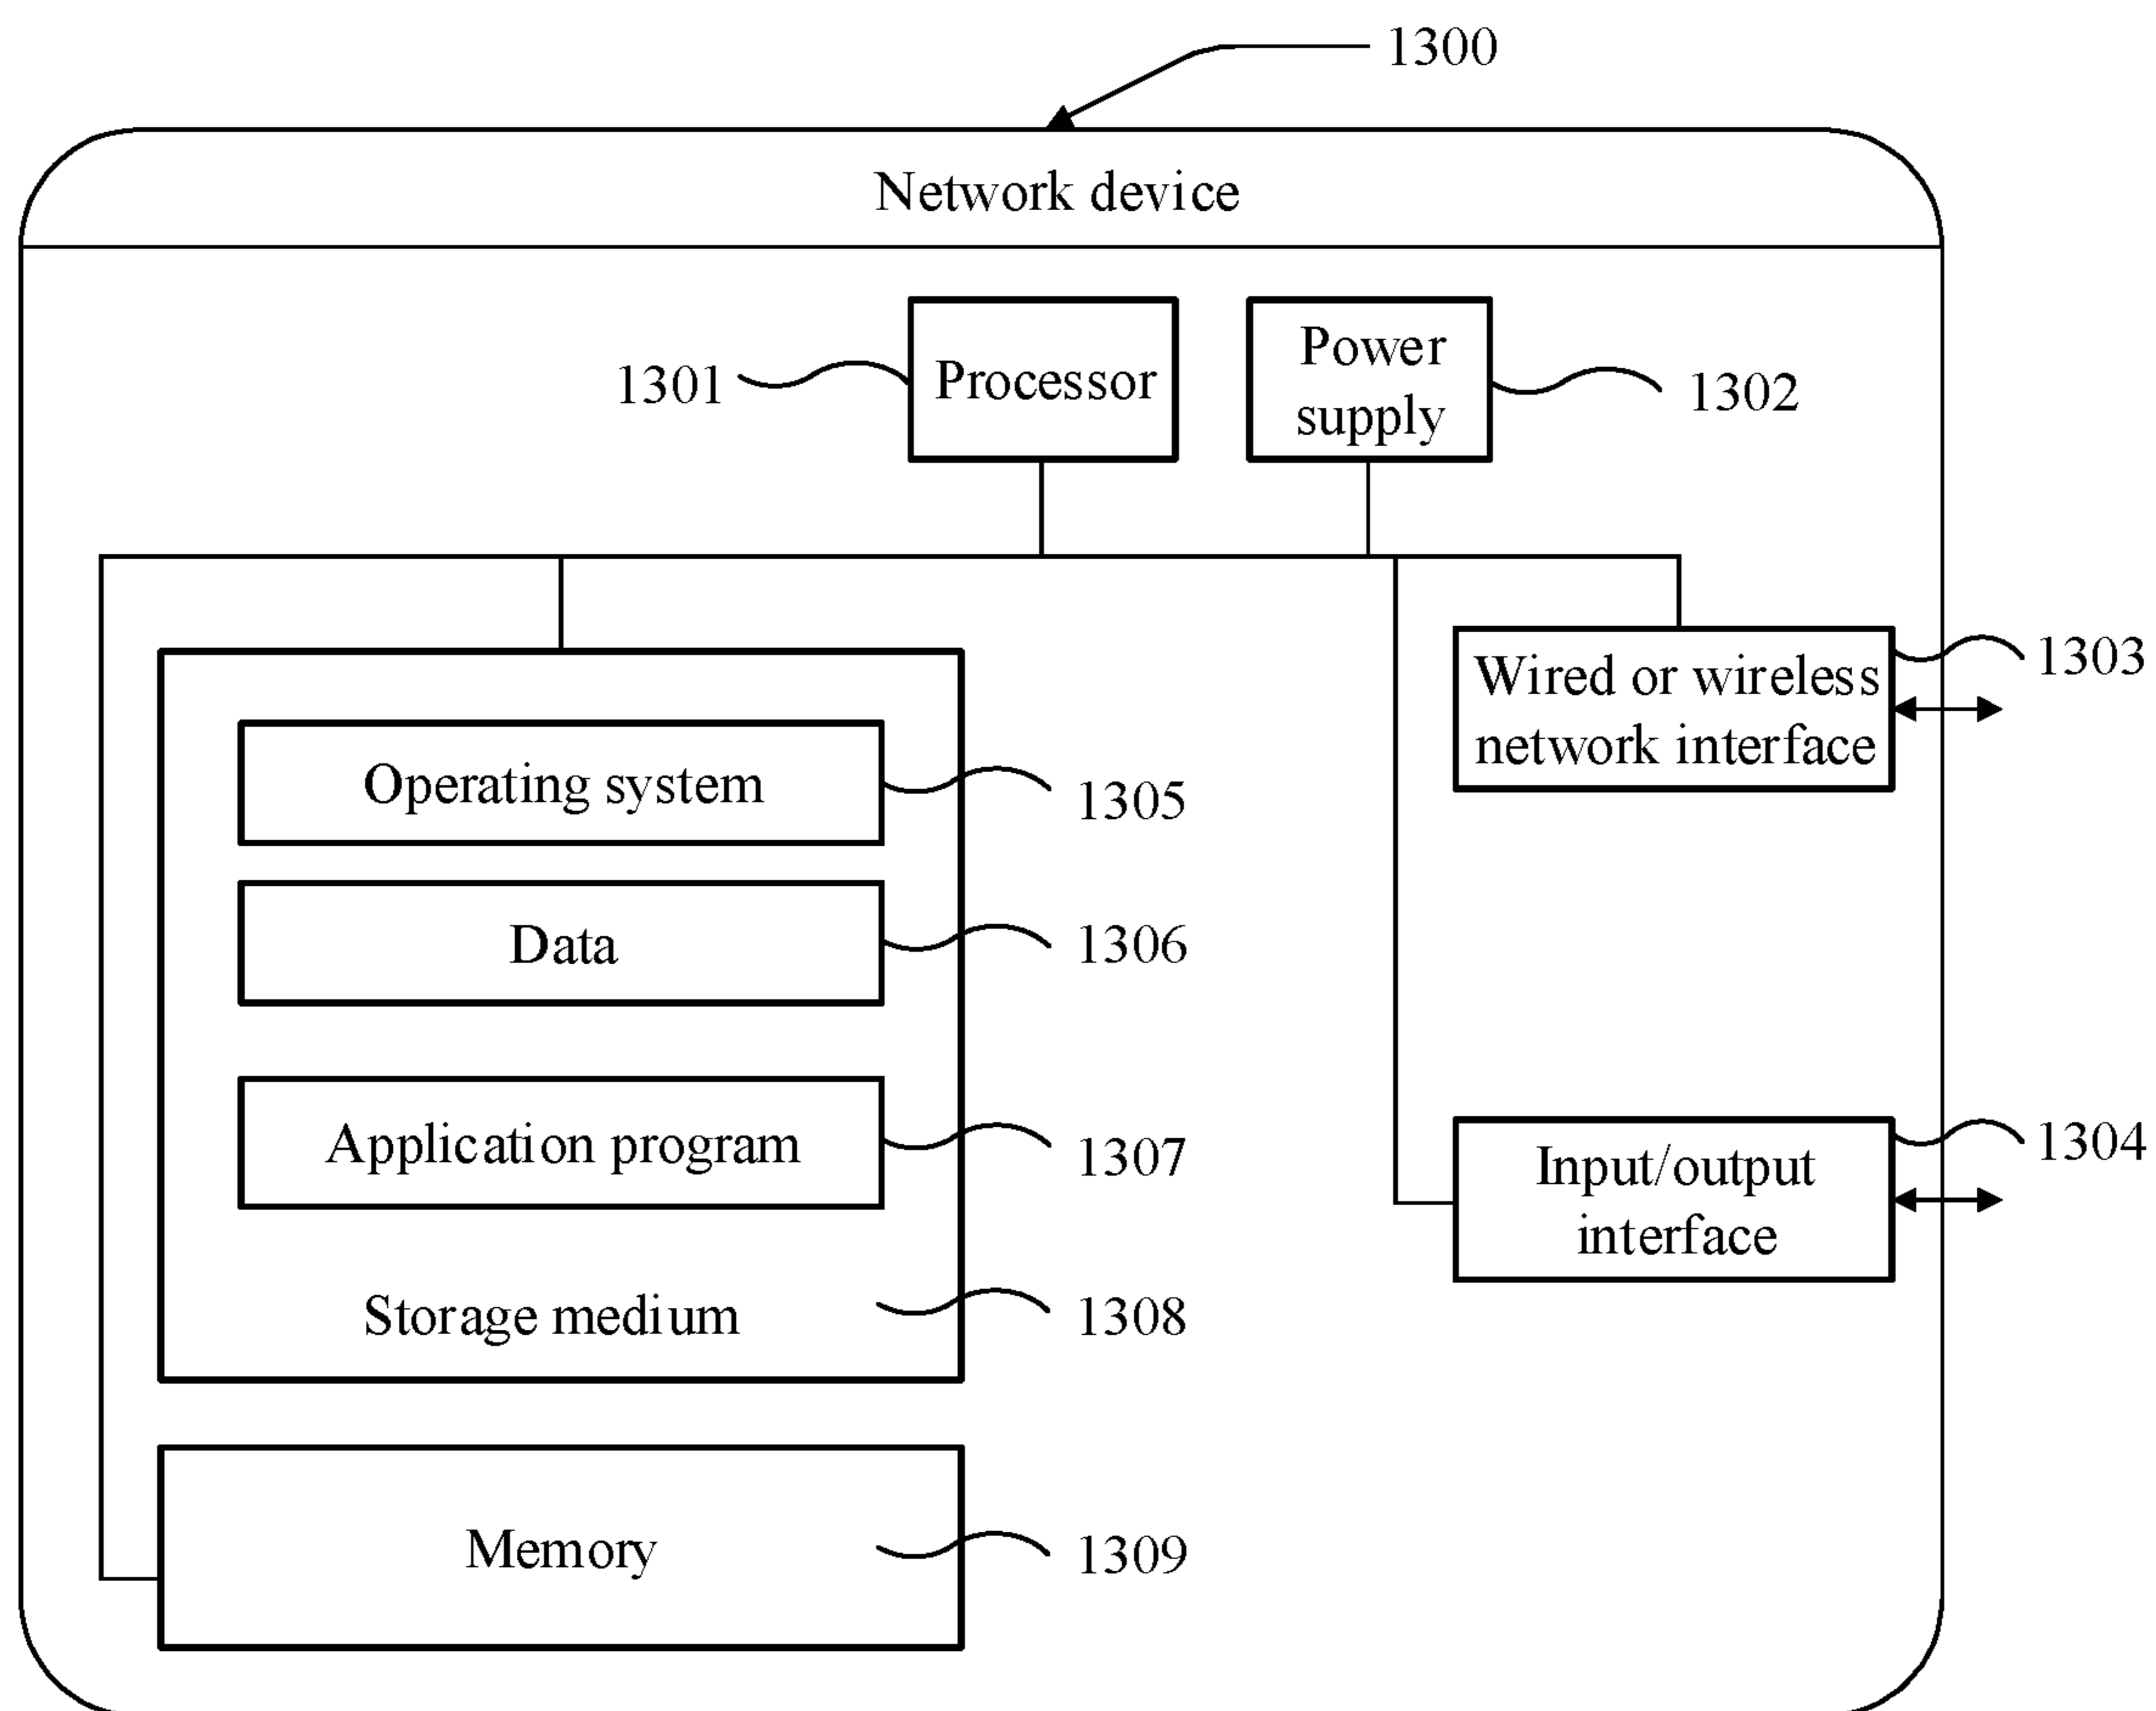 1300
Network device
1301
Processor
Power
supply
1302
Wired or wireless
network interface
1303
Operating system
1305
Data
1306
Application program
1307
Input/output
interface
1304
Storage medium
1308
Memory
1309